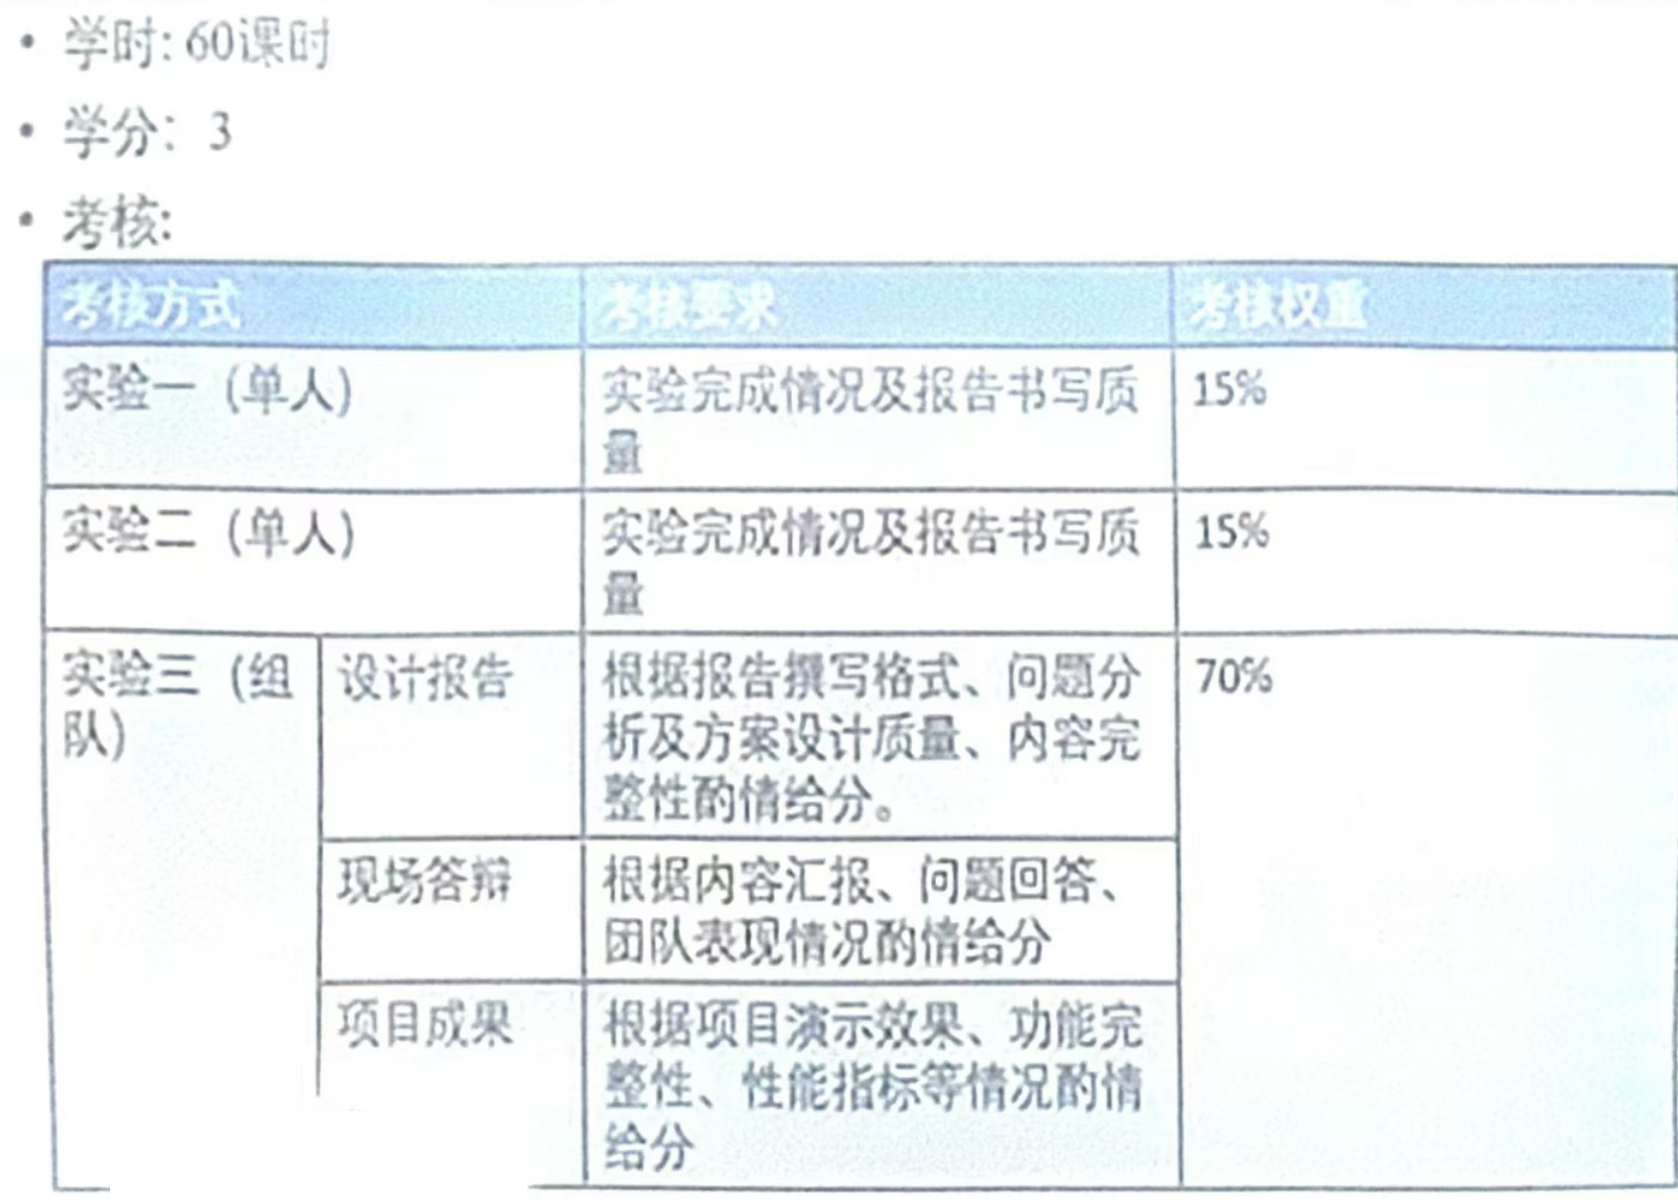 • 学时: 60课时
• 学分: 3
• 考核:
考核方式 考核要求 考核权重
实验一（单人） 实验完成情况及报告书写质 15%
量
实验二（单人） 实验完成情况及报告书写质 15%
量
实验三（组 设计报告 根据报告撰写格式、问题分 70%
队） 析及方案设计质量、内容完
整性酌情给分。
现场答辩 根据内容汇报、问题回答、
团队表现情况酌情给分
项目成果 根据项目演示效果、功能完
整性、性能指标等情况酌情
给分